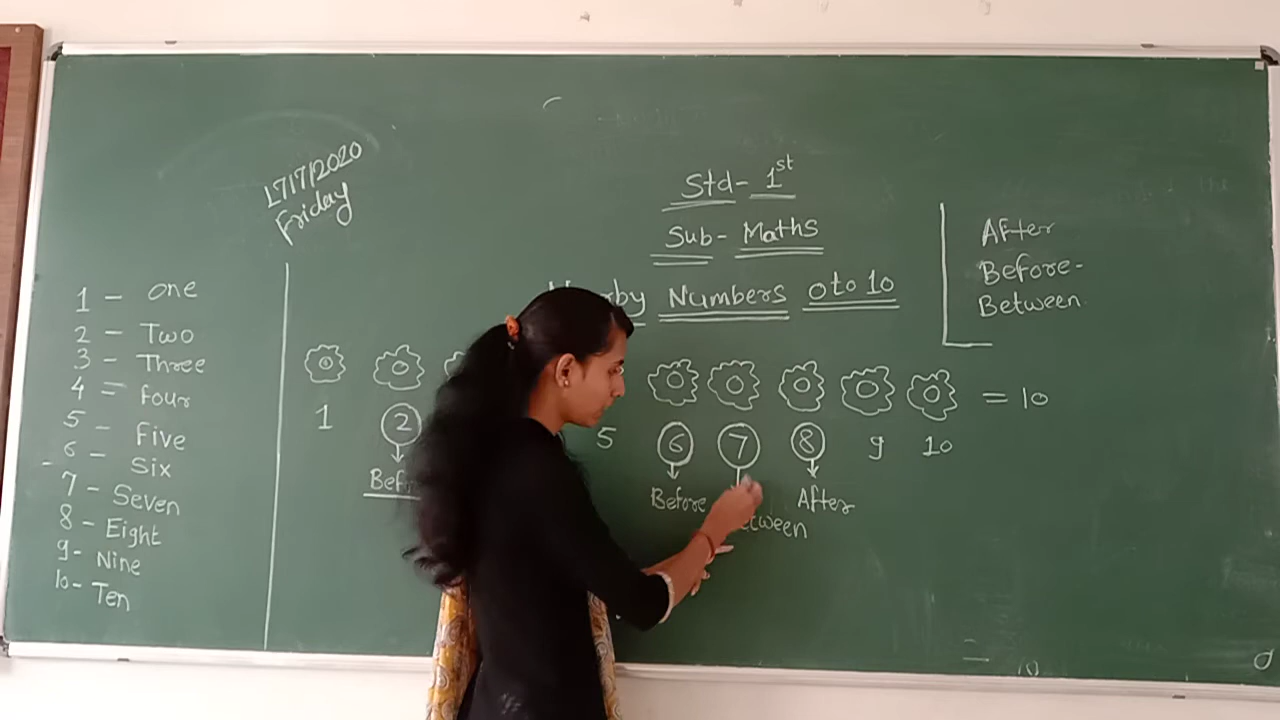 17/7/2020
Friday
Std- 1st
Sub- Maths
Numbers 0 to 10
After
Before-
Between
1 - one
2 - Two
3 - Three
4 = Four
5 - Five
6 - Six
7 - Seven
8 - Eight
9- Nine
10- Ten
= 10
1 2 5 6 7 8 9 10
Before After